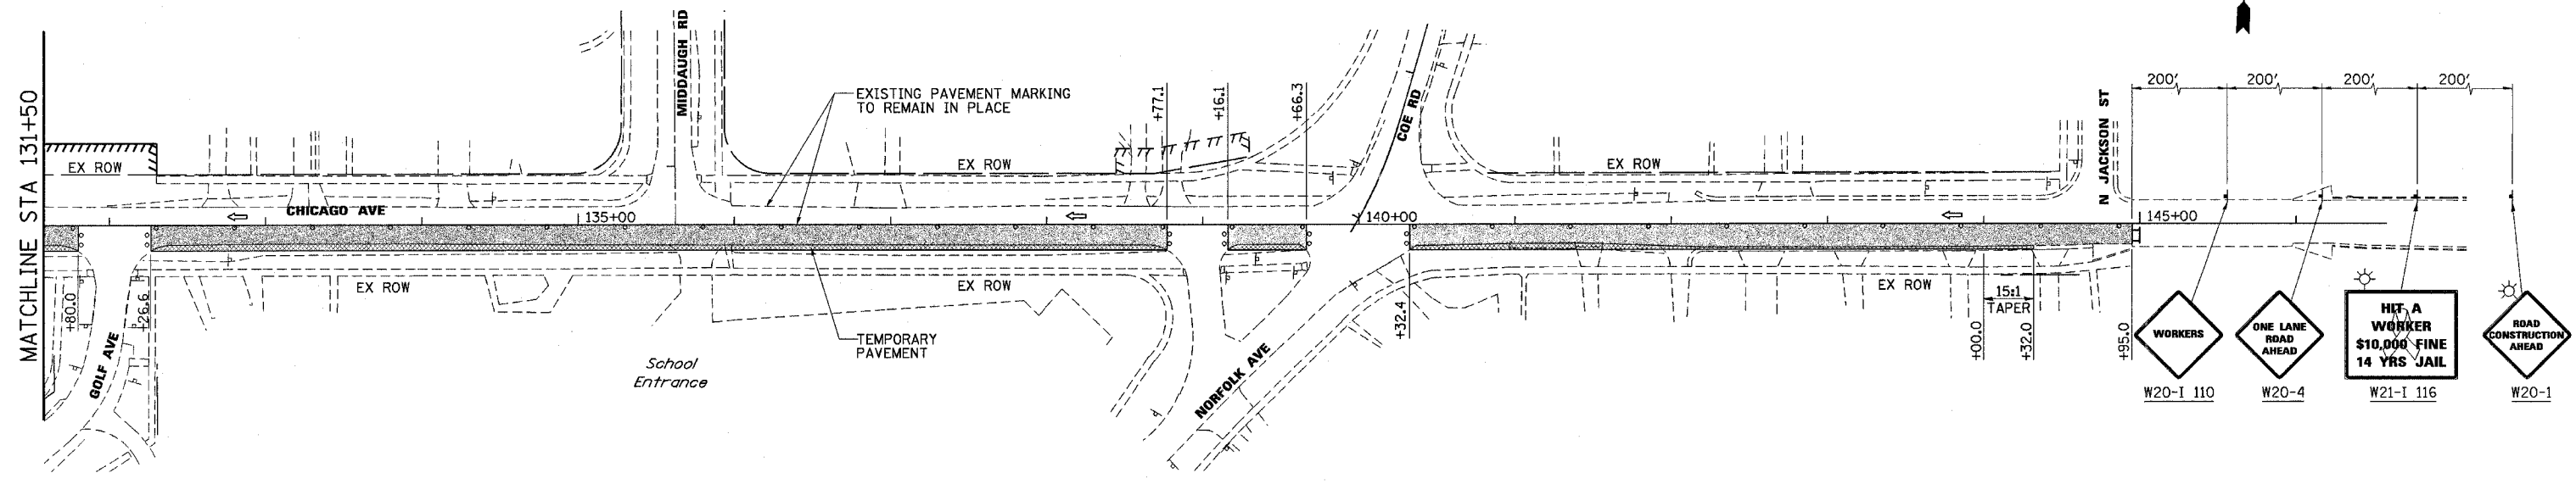 MATCHLINE STA 131+50
EX ROW
CHICAGO AVE
MIDDAUGH RD
135+00
EXISTING PAVEMENT MARKING
TO REMAIN IN PLACE
EX ROW
+77.1
+16.1
+66.3
COE RD
140+00
EX ROW
N JACKSON ST
145+00
200'
200'
200'
200'
+80.0
+26.6
GOLF AVE
EX ROW
School
Entrance
TEMPORARY
PAVEMENT
EX ROW
NORFOLK AVE
+32.4
EX ROW
15:1
TAPER
+00.0
+32.0
+95.0
WORKERS
W20-I 110
ONE LANE
ROAD
AHEAD
W20-4
HIT A
WORKER
$10,000 FINE
14 YRS JAIL
W21-I 116
ROAD
CONSTRUCTION
AHEAD
W20-1